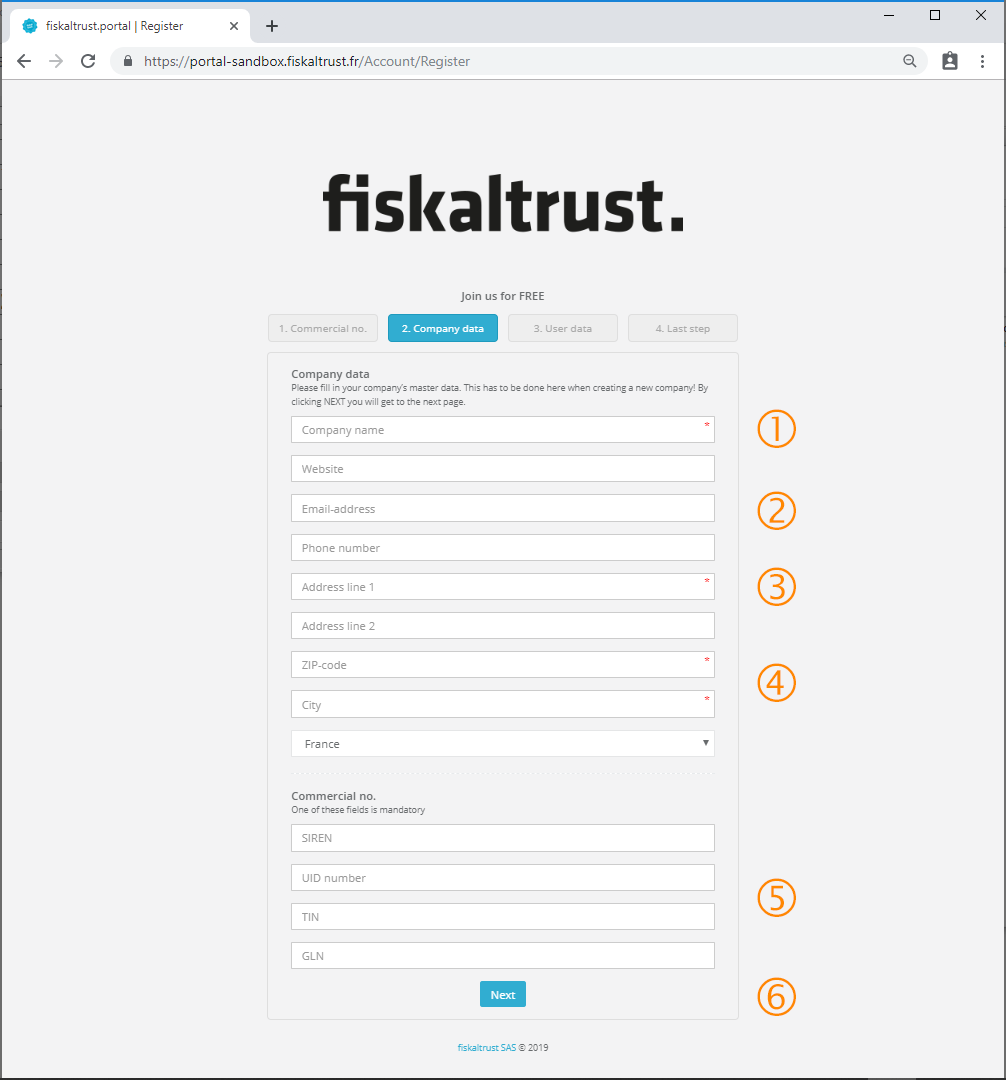 fiskaltrust.portal | Register
https://portal-sandbox.fiskaltrust.fr/Account/Register
fiskaltrust.
Join us for FREE
1. Commercial no. 2. Company data 3. User data 4. Last step
Company data
Please fill in your company's master data. This has to be done here when creating a new company! By
clicking NEXT you will get to the next page.
Company name * ①
Website
Email-address ②
Phone number
Address line 1 * ③
Address line 2
ZIP-code *
④
City *
France
Commercial no.
One of these fields is mandatory
SIREN
UID number
⑤
TIN
GLN
Next ⑥
fiskaltrust SAS © 2019